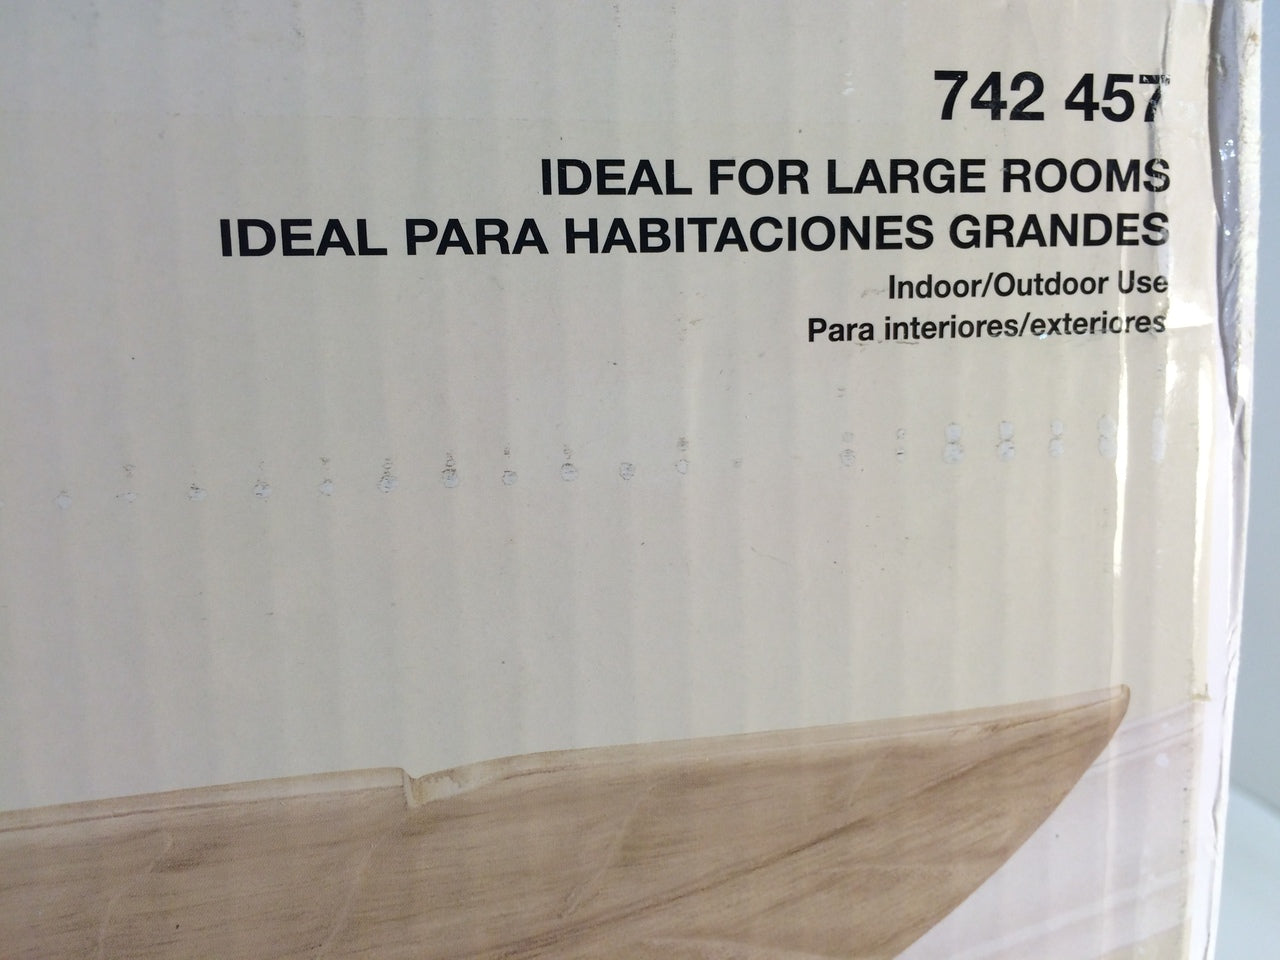 742 457
IDEAL FOR LARGE ROOMS
IDEAL PARA HABITACIONES GRANDES
Indoor/Outdoor Use
Para interiores/exteriores